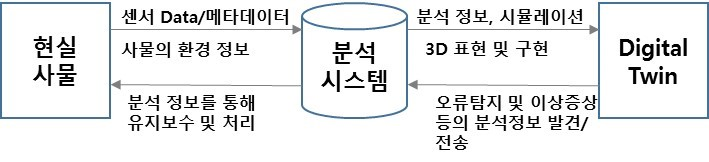 현실
사물
센서 Data/메타데이터
사물의 환경 정보
분석 정보를 통해
유지보수 및 처리
분석
시스템
분석 정보, 시뮬레이션
3D 표현 및 구현
오류탐지 및 이상증상
등의 분석정보 발견/
전송
Digital
Twin